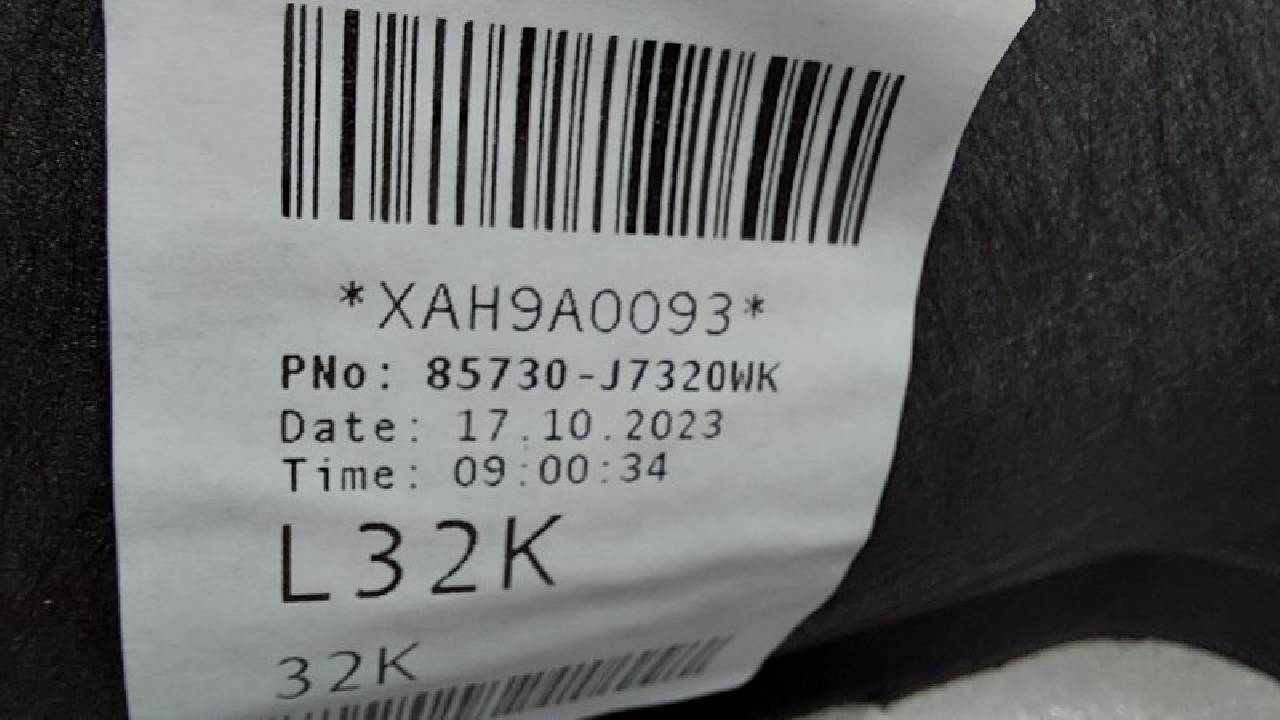 *XAH9A0093*
PNo: 85730-J7320WK
Date: 17.10.2023
Time: 09:00:34
L32K
32K